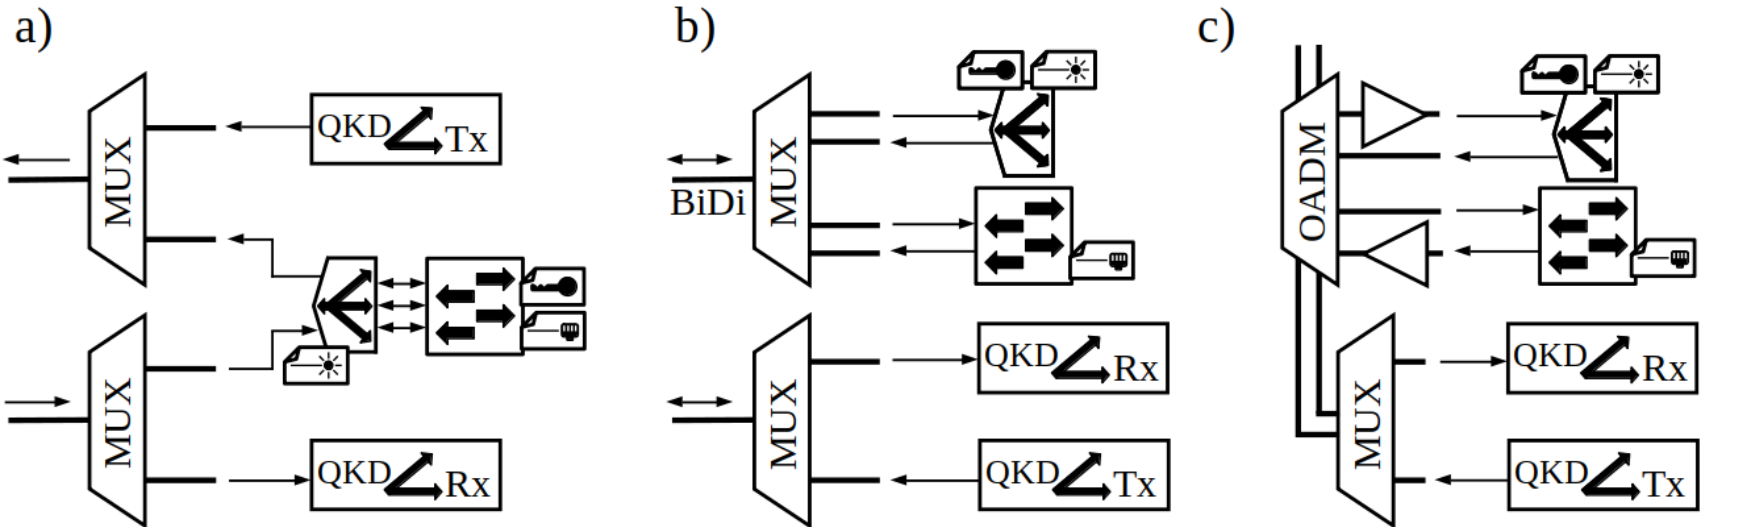 a)
MUX
QKD Tx
MUX
QKD Rx
b)
BiDi
MUX
MUX
QKD Rx
QKD Tx
c)
OADM
MUX
QKD Rx
QKD Tx